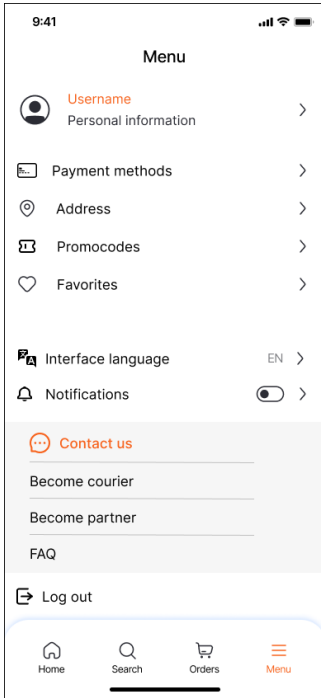 9:41
Menu
Username
Personal information
Payment methods
Address
Promocodes
Favorites
Interface language EN
Notifications
Contact us
Become courier
Become partner
FAQ
Log out
Home Search Orders Menu